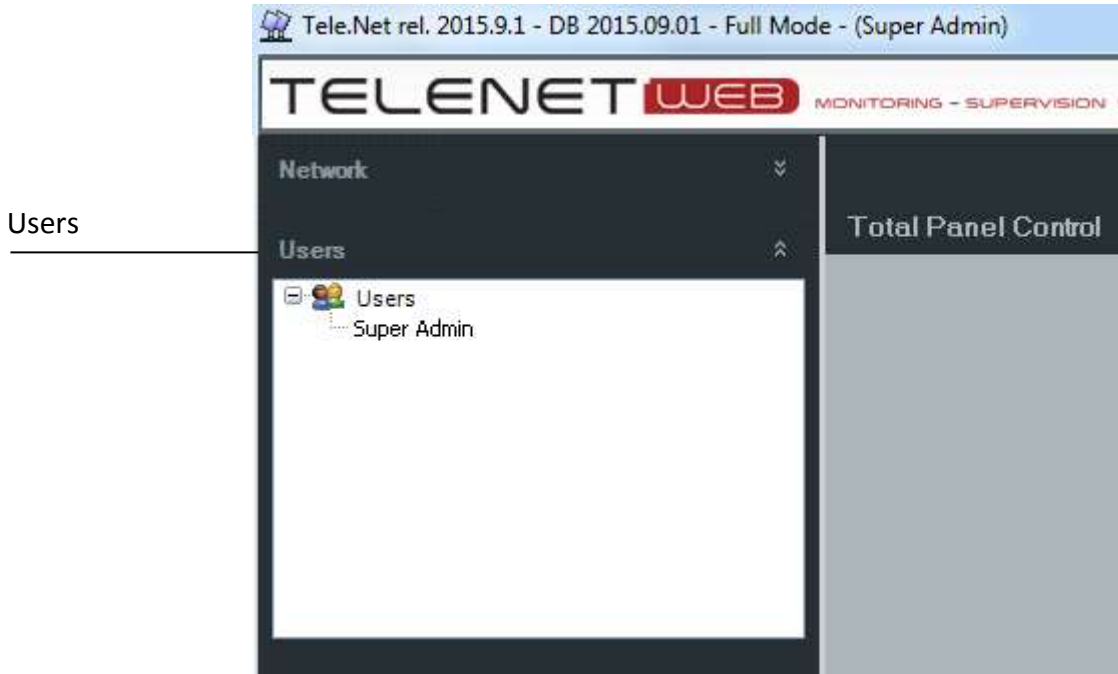 Tele.Net rel. 2015.9.1 - DB 2015.09.01 - Full Mode - (Super Admin)
TELENET WEB MONITORING - SUPERVISION
Network
Total Panel Control
Users
Users
Users
Super Admin